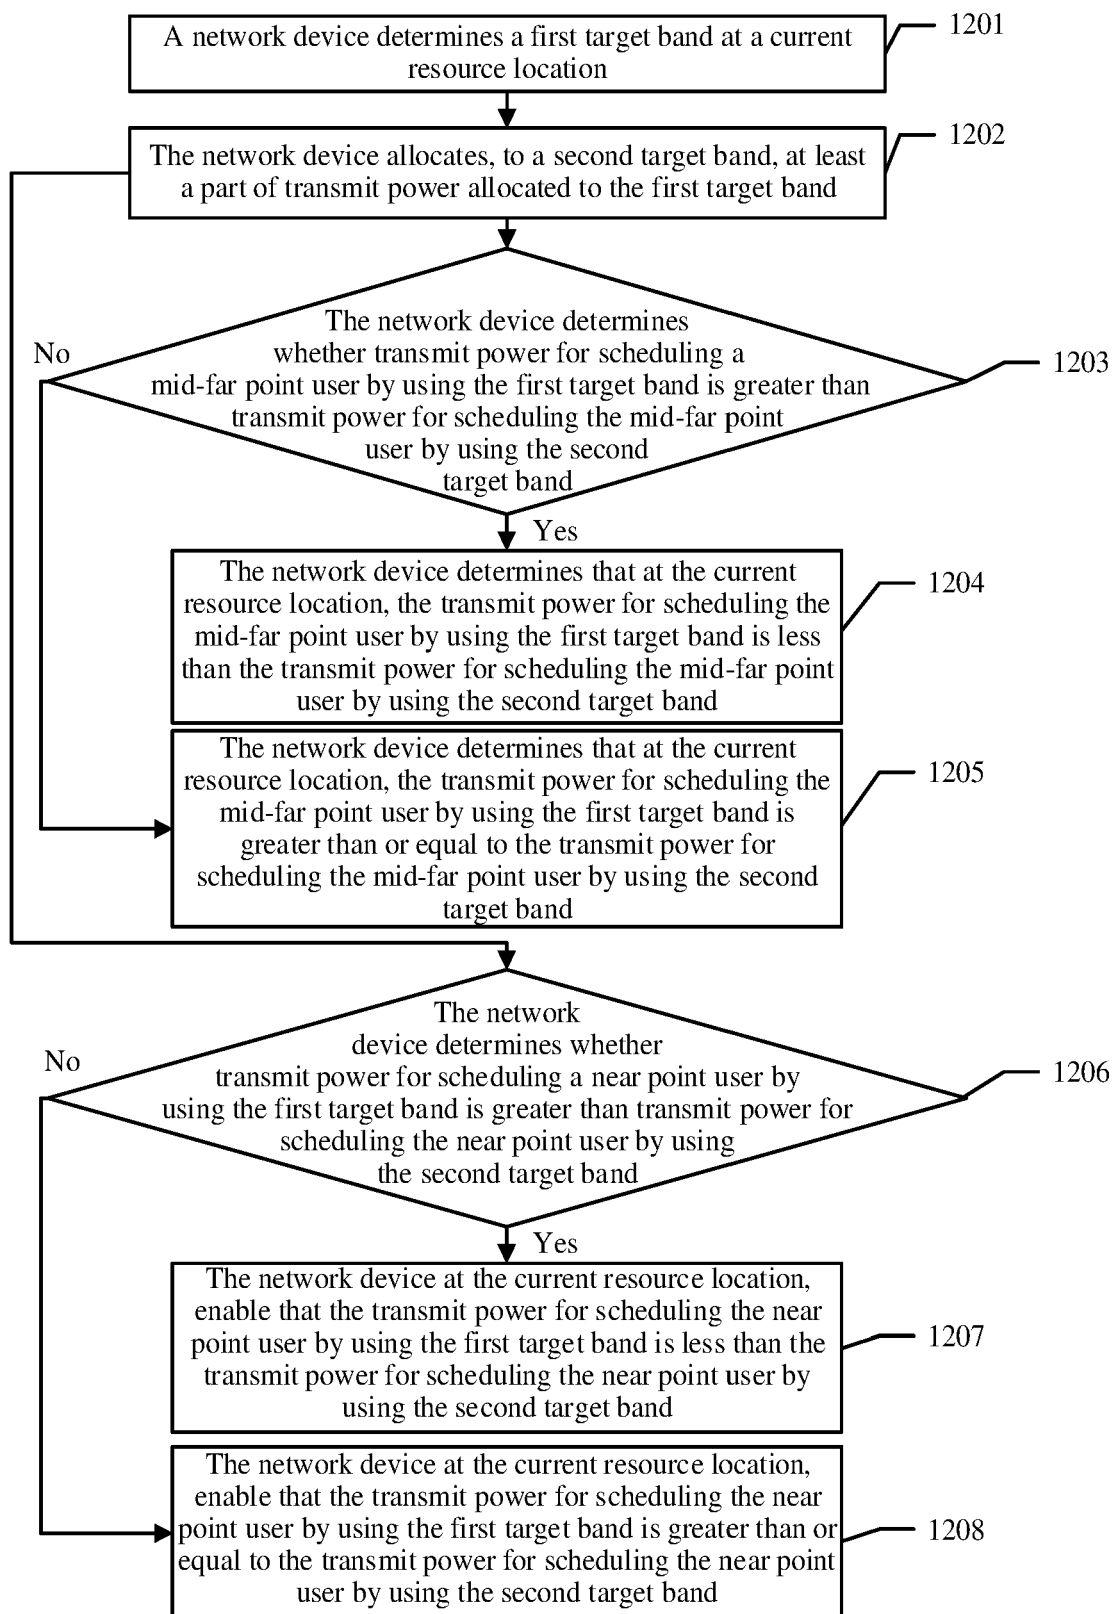 A network device determines a first target band at a current
resource location
1201
The network device allocates, to a second target band, at least
a part of transmit power allocated to the first target band
1202
The network device determines
whether transmit power for scheduling a
mid-far point user by using the first target band is greater than
transmit power for scheduling the mid-far point
user by using the second
target band
No
1203
Yes
The network device determines that at the current
resource location, the transmit power for scheduling the
mid-far point user by using the first target band is less
than the transmit power for scheduling the mid-far point
user by using the second target band
1204
The network device determines that at the current
resource location, the transmit power for scheduling the
mid-far point user by using the first target band is
greater than or equal to the transmit power for
scheduling the mid-far point user by using the second
target band
1205
The network
device determines whether
transmit power for scheduling a near point user by
using the first target band is greater than transmit power for
scheduling the near point user by using
the second target band
No
1206
Yes
The network device at the current resource location,
enable that the transmit power for scheduling the near
point user by using the first target band is less than the
transmit power for scheduling the near point user by
using the second target band
1207
The network device at the current resource location,
enable that the transmit power for scheduling the near
point user by using the first target band is greater than or
equal to the transmit power for scheduling the near point
user by using the second target band
1208